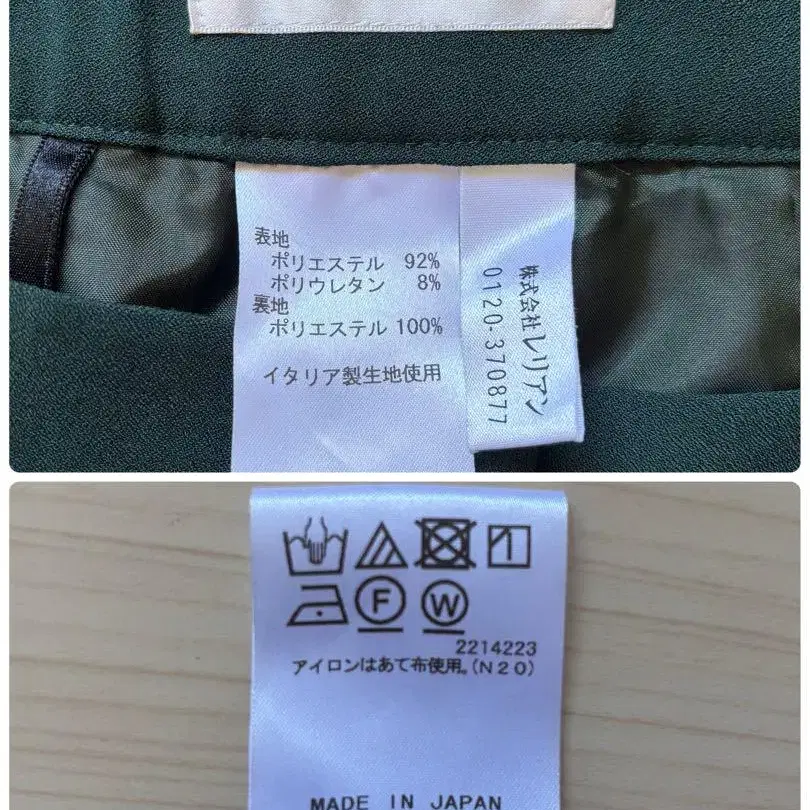 表地
ポリエステル 92%
ポリウレタン 8%
裏地
ポリエステル 100%
イタリア製生地使用
株式会社レリアン
0120-370877
F
W
2214223
アイロンはあて布使用。(N20)
MADE IN JAPAN